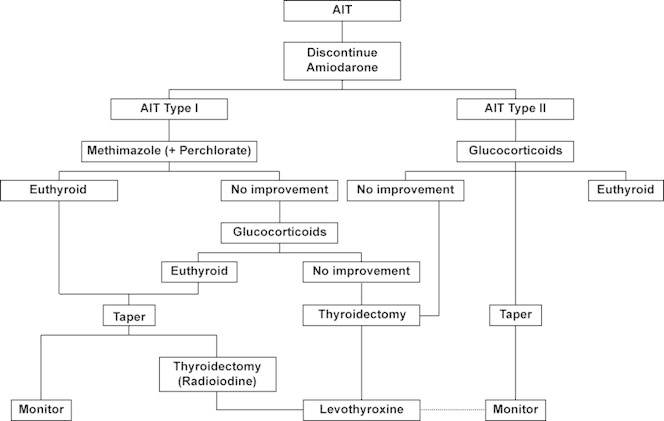 AIT
Discontinue
Amiodarone
AIT Type I
AIT Type II
Methimazole (+ Perchlorate)
Glucocorticoids
Euthyroid
No improvement
No improvement
Euthyroid
Glucocorticoids
Euthyroid
No improvement
Taper
Thyroidectomy
Taper
Thyroidectomy
(Radioiodine)
Monitor
Levothyroxine
Monitor